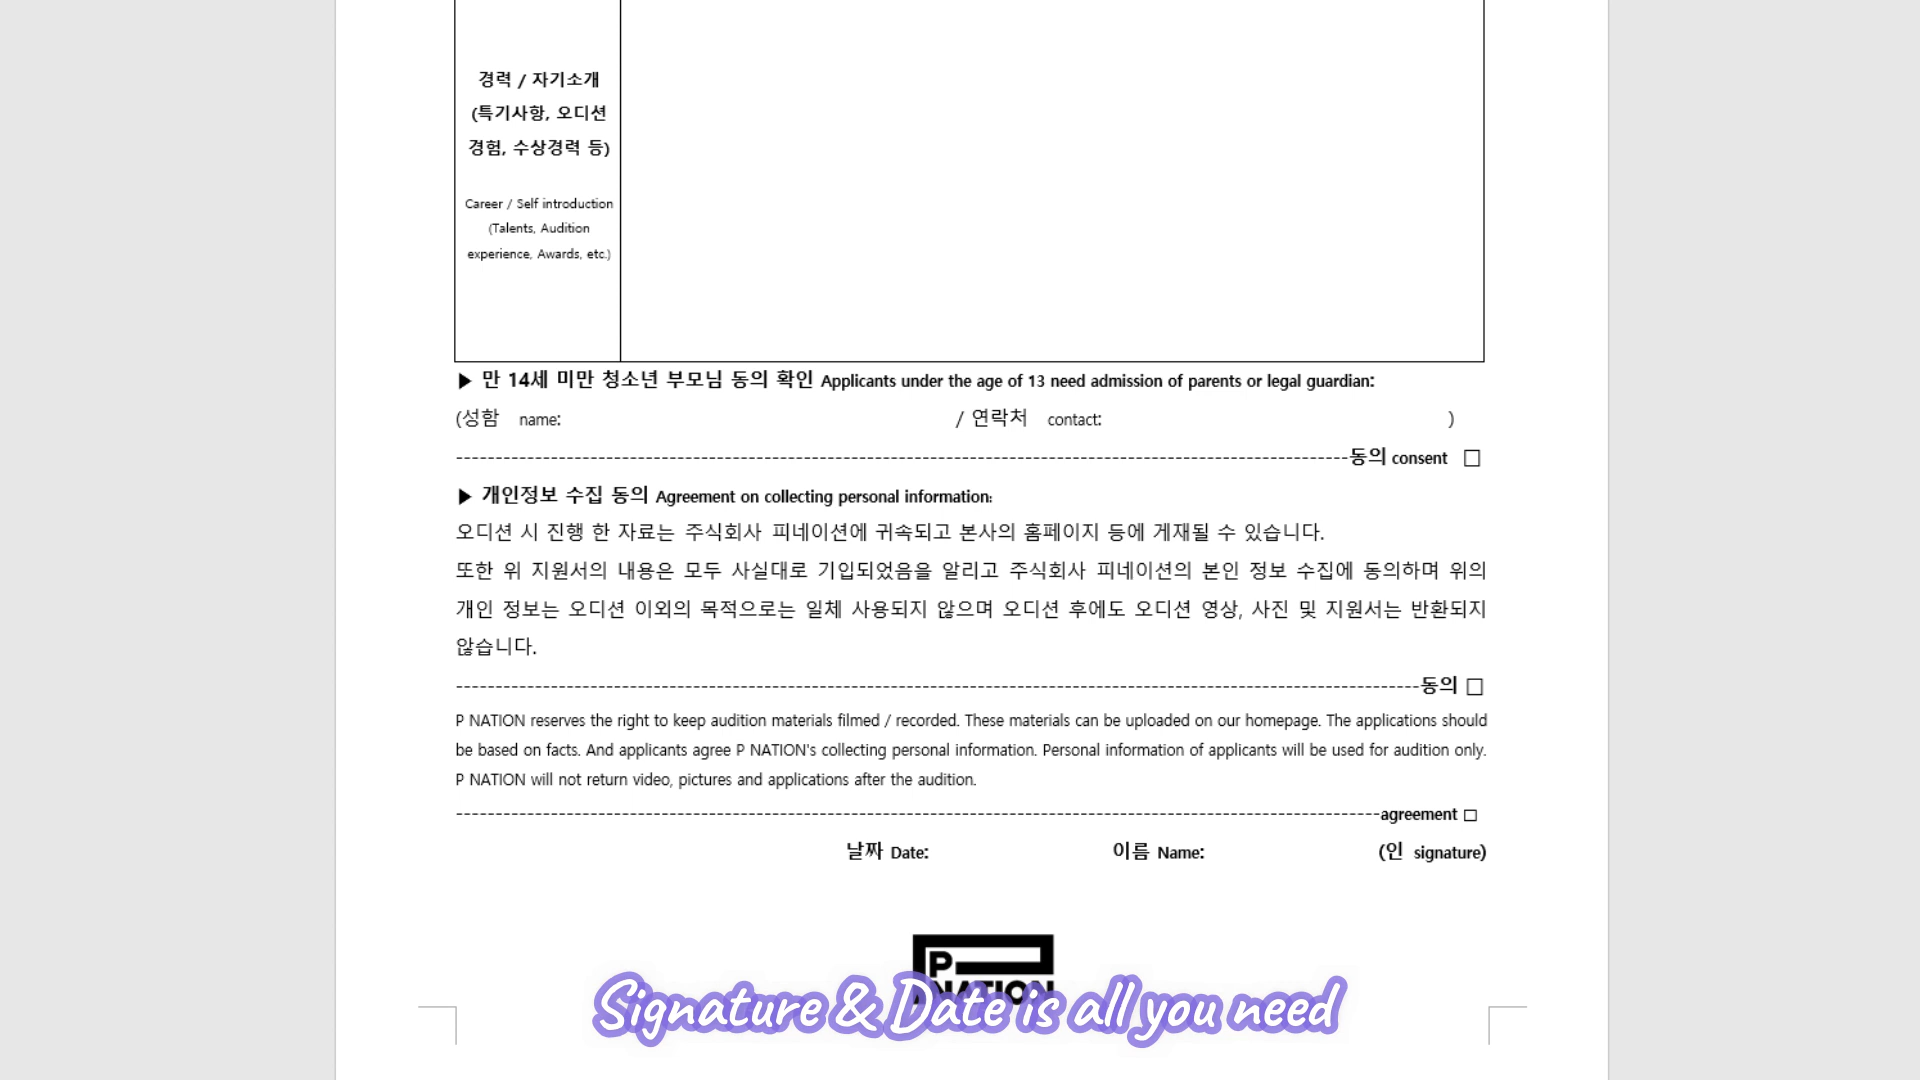 경력 / 자기소개
(특기사항, 오디션
경험, 수상경력 등)
Career / Self introduction
(Talents, Audition
experience, Awards, etc.)
▶ 만 14세 미만 청소년 부모님 동의 확인 Applicants under the age of 13 need admission of parents or legal guardian:
(성함 name: / 연락처 contact: )
----------------------------------------------------------------------------------------------------------------동의 consent □
▶ 개인정보 수집 동의 Agreement on collecting personal information:
오디션 시 진행 한 자료는 주식회사 피네이션에 귀속되고 본사의 홈페이지 등에 게재될 수 있습니다.
또한 위 지원서의 내용은 모두 사실대로 기입되었음을 알리고 주식회사 피네이션의 본인 정보 수집에 동의하며 위의
개인 정보는 오디션 이외의 목적으로는 일체 사용되지 않으며 오디션 후에도 오디션 영상, 사진 및 지원서는 반환되지
않습니다.
-------------------------------------------------------------------------------------------------------------------------동의 □
P NATION reserves the right to keep audition materials filmed / recorded. These materials can be uploaded on our homepage. The applications should
be based on facts. And applicants agree P NATION's collecting personal information. Personal information of applicants will be used for audition only.
P NATION will not return video, pictures and applications after the audition.
--------------------------------------------------------------------------------------------------------------------agreement □
날짜 Date: 이름 Name: (인 signature)
P
NATION
Signature & Date is all you need